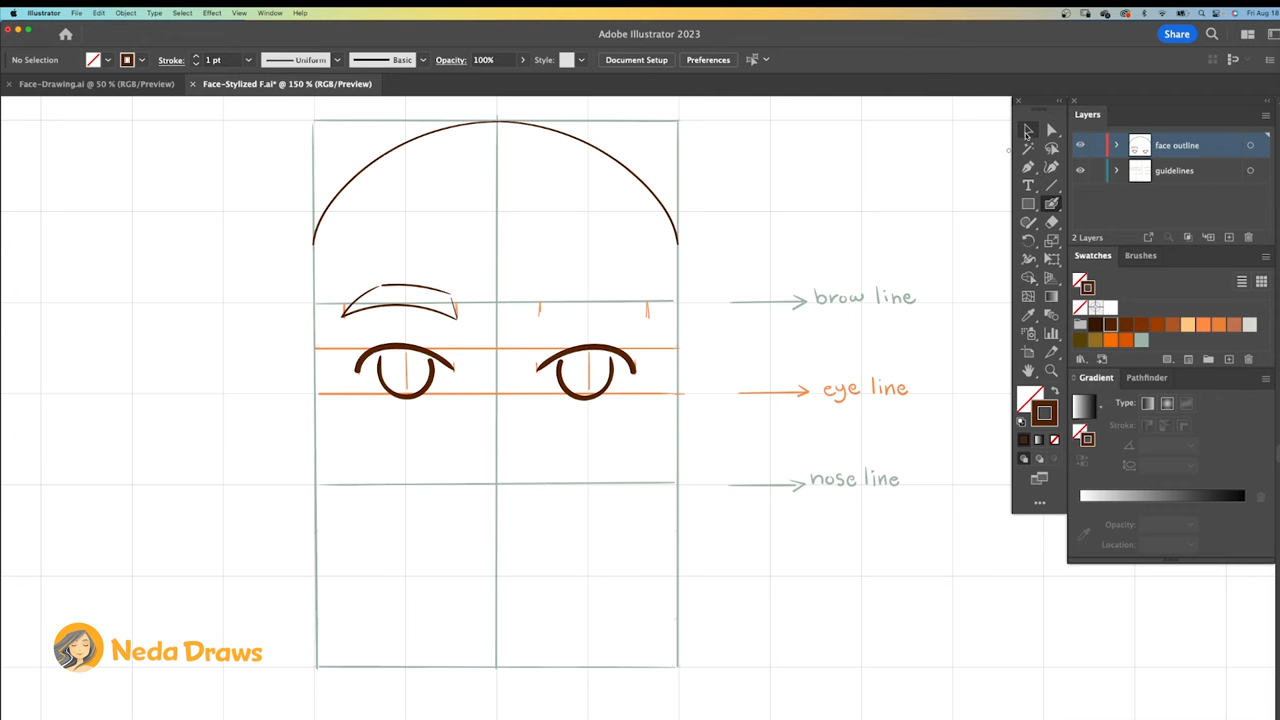 Illustrator File Edit Object Type Select Effect View Window Help Fri Aug 18
Adobe Illustrator 2023
Share
No Selection Stroke: 1 pt Uniform Basic Opacity: 100% Style: Document Setup Preferences
Face-Drawing.ai @ 50 % (RGB/Preview) Face-Stylized F.ai* @ 150 % (RGB/Preview)
Layers
face outline
guidelines
2 Layers
Swatches Brushes
Gradient Pathfinder
Type:
Stroke:
Opacity:
Location:
brow line
eye line
nose line
Neda Draws